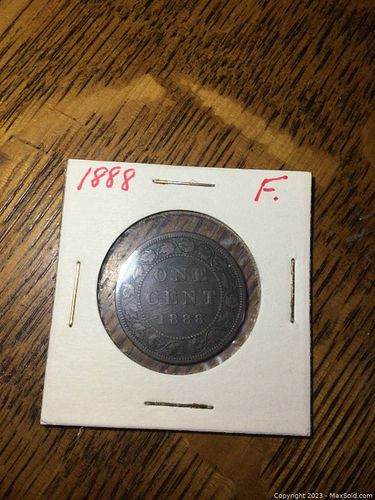 1888 F.
ONE
CENT
1888
Copyright © 2023 - MaxSold.com